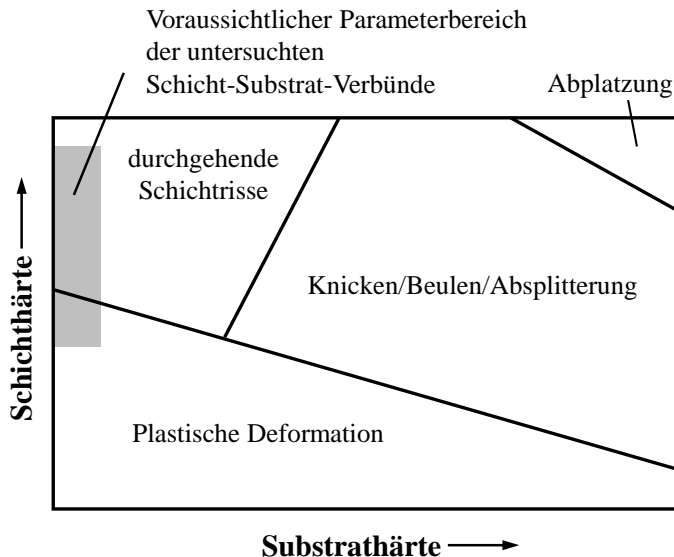 Voraussichtlicher Parameterbereich
der untersuchten
Schicht-Substrat-Verbünde
Abplatzung
durchgehende
Schichtrisse
Knicken/Beulen/Absplitterung
Plastische Deformation
Schichthärte
Substrathärte